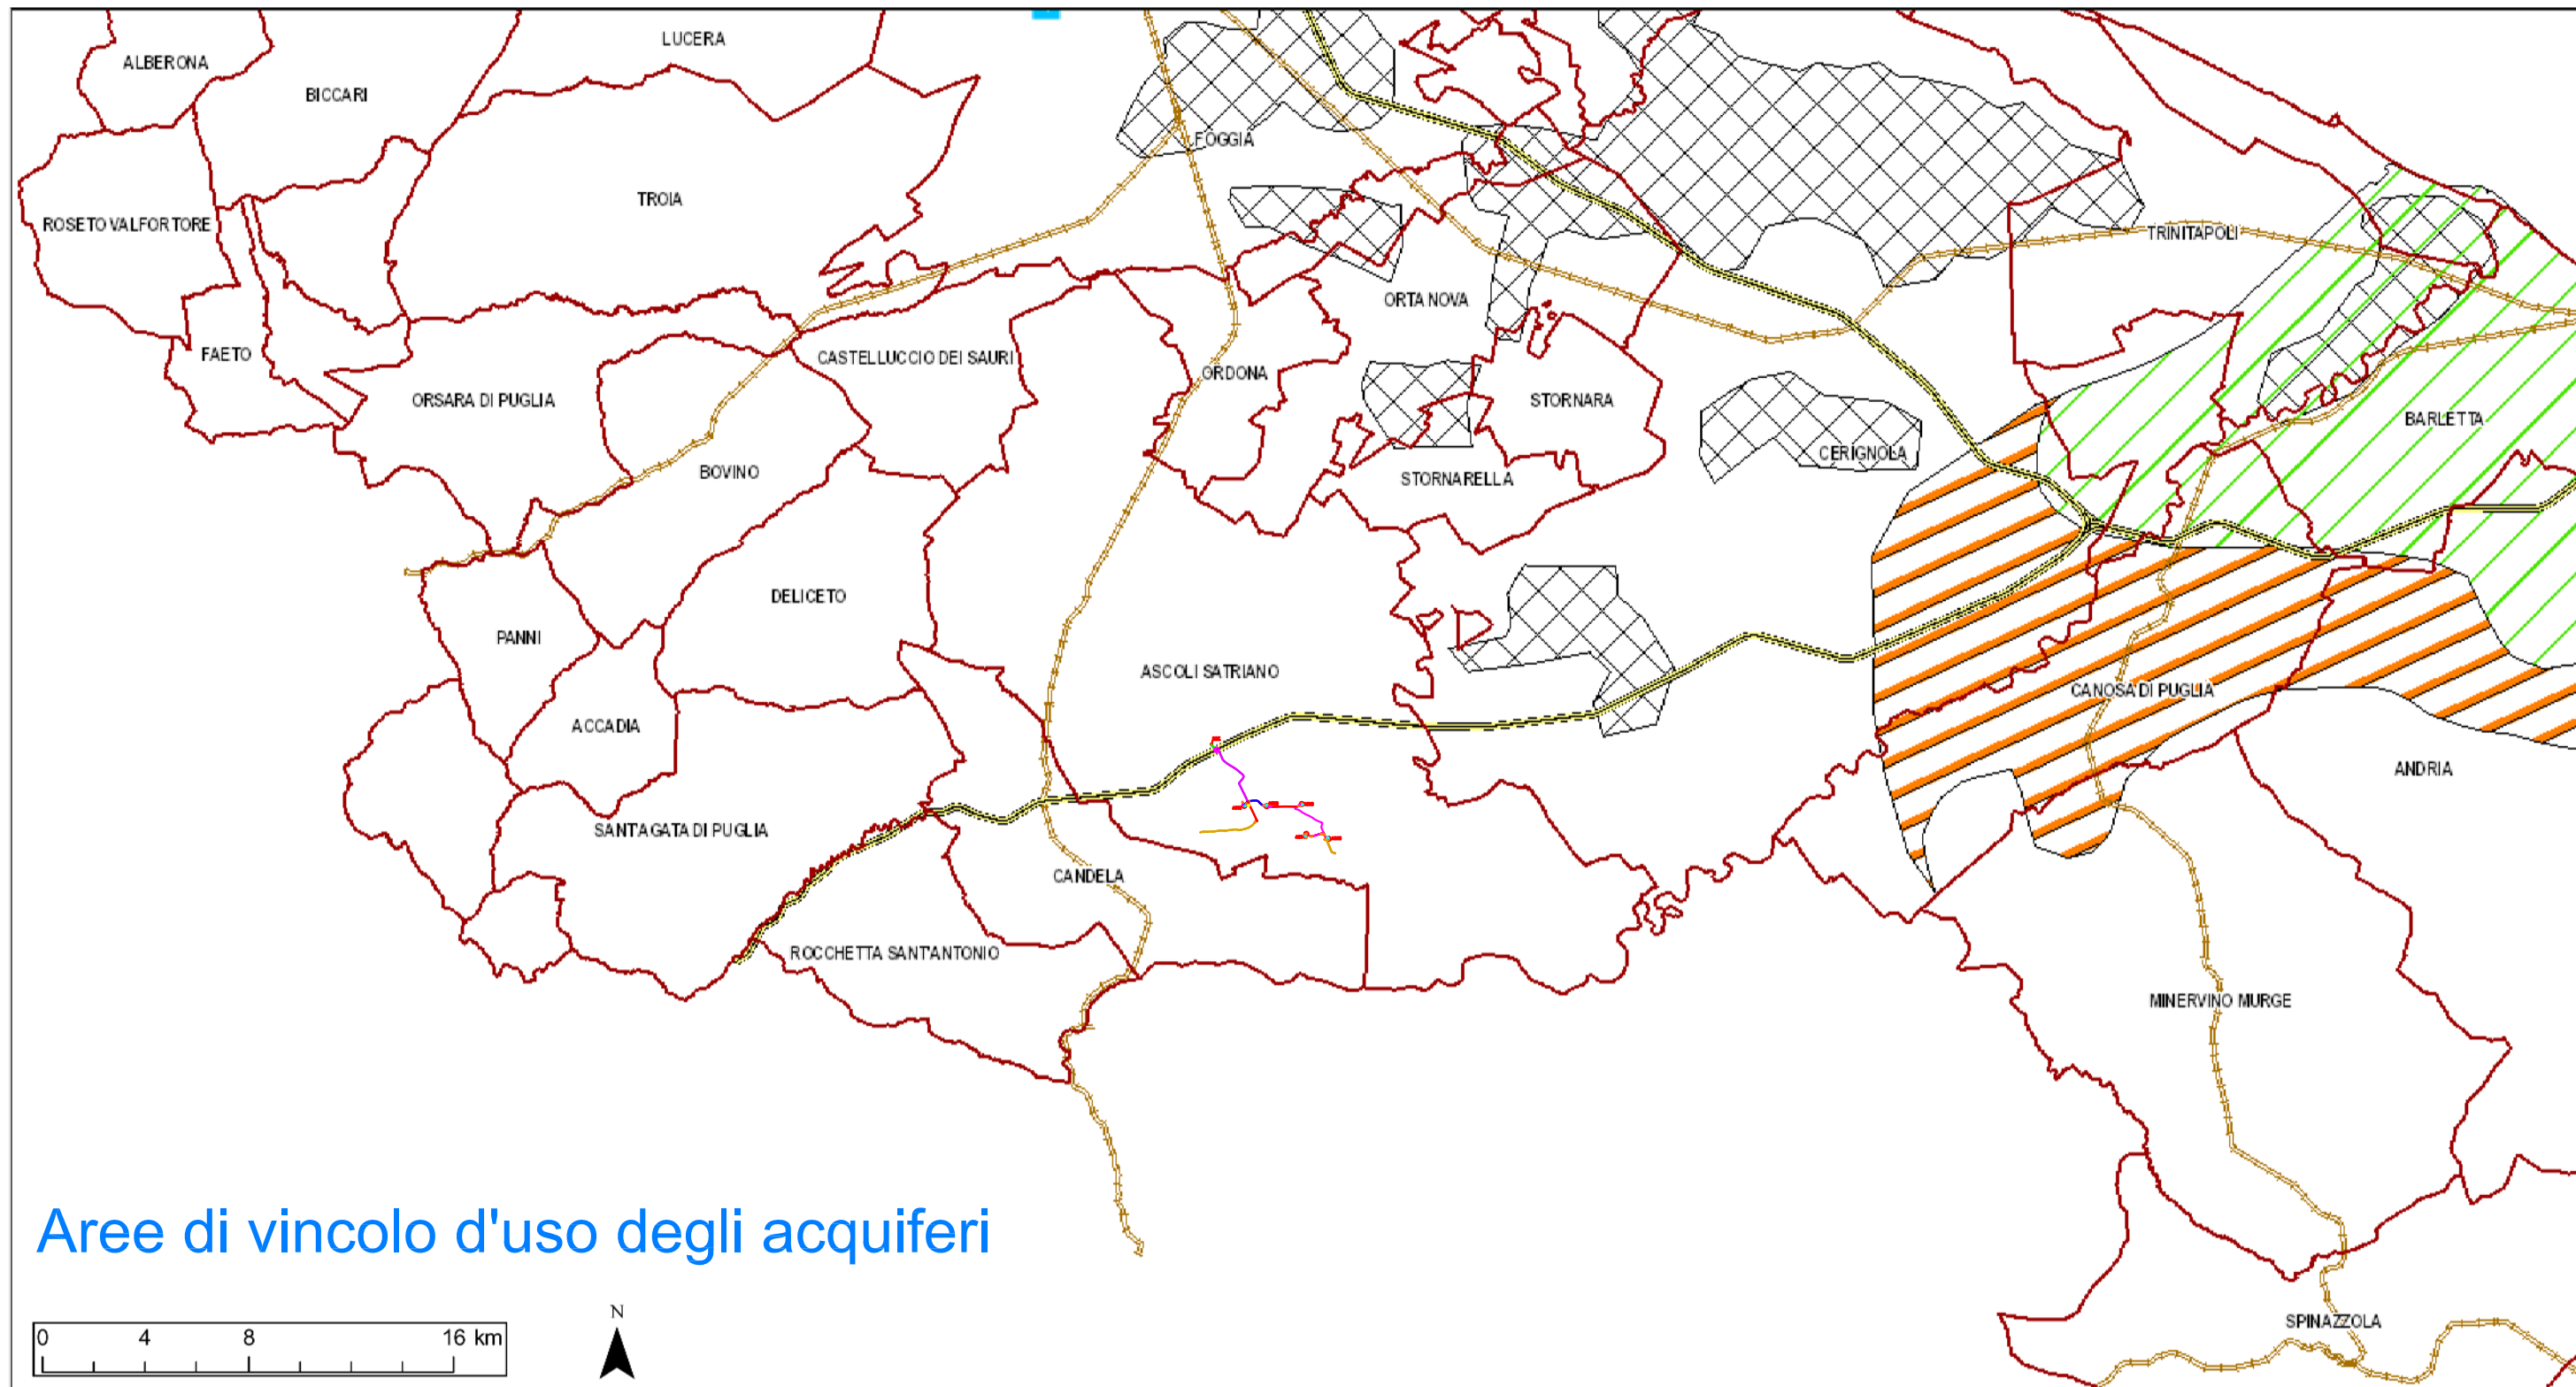 LUCERA
ALBERONA
BICCARI
FOGGIA
TROIA
ROSETO VALFORTORE
TRINITAPOLI
ORTA NOVA
FAETO
CASTELLUCCIO DEI SAURI
ORDONA
ORSARA DI PUGLIA
STORNARA
BARLETTA
CERIGNOLA
BOVINO
STORNARELLA
DELICETO
PANNI
ASCOLI SATRIANO
CANOSA DI PUGLIA
ACCADIA
ANDRIA
SANT'AGATA DI PUGLIA
CANDELA
ROCCHETTA SANT'ANTONIO
MINERVINO MURGE
Aree di vincolo d'uso degli acquiferi
N
SPINAZZOLA
0 4 8 16 km